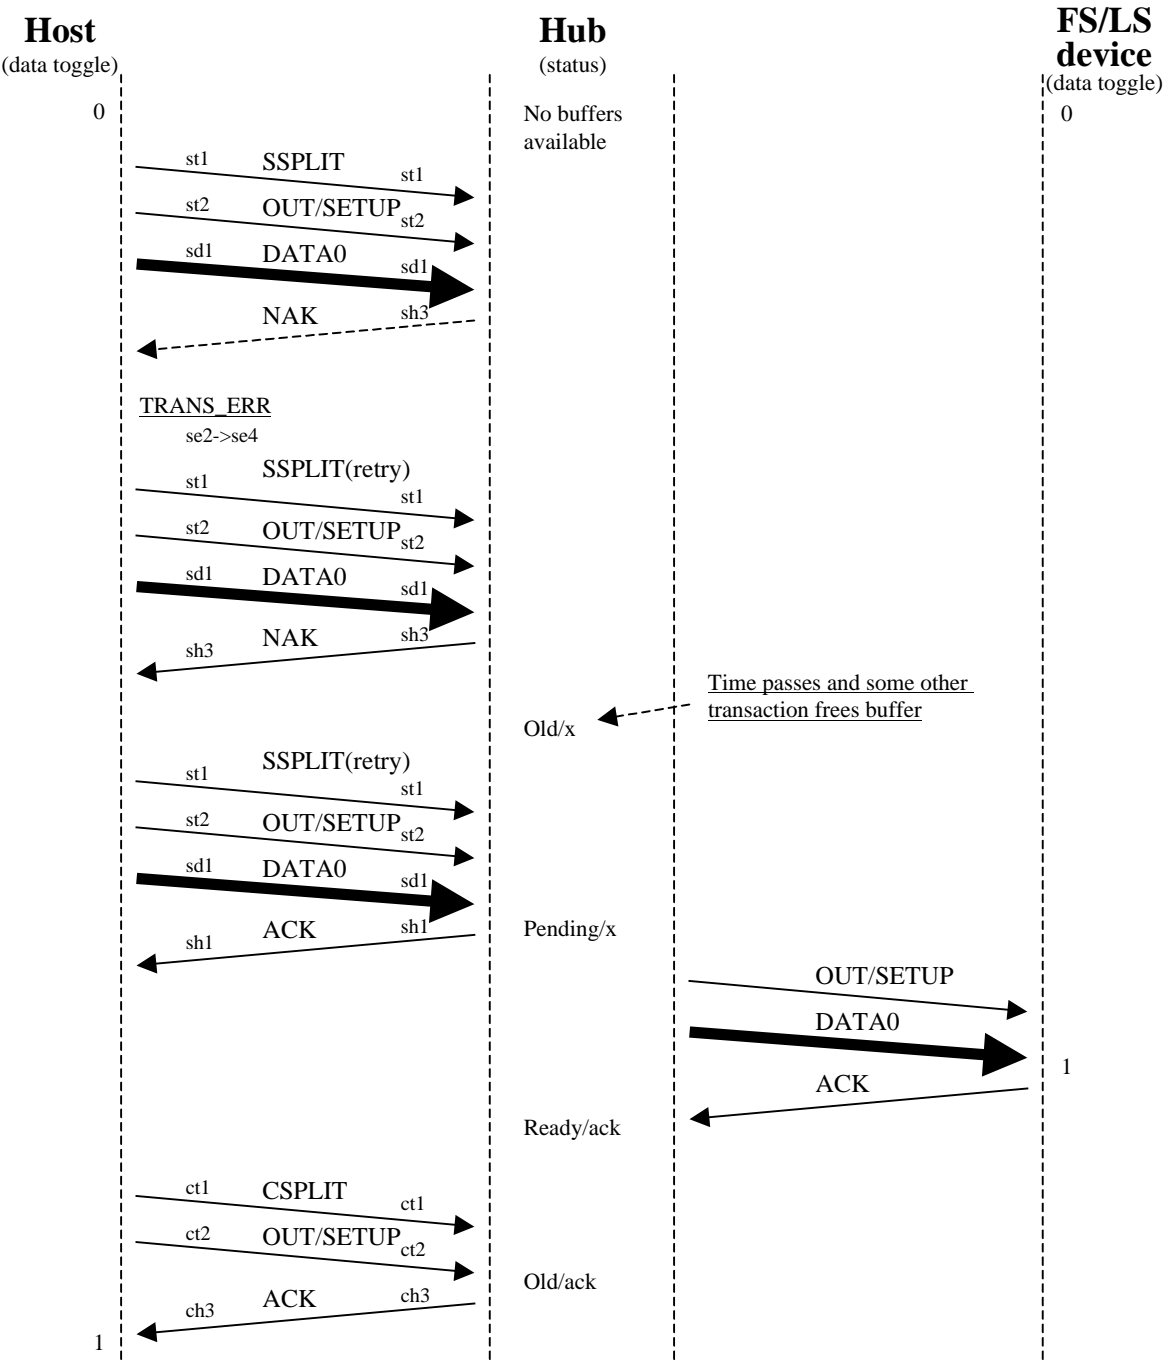 Host
(data toggle)
Hub
(status)
FS/LS
device
(data toggle)
0
No buffers
available
0
st1 SSPLIT st1
st2 OUT/SETUP st2
sd1 DATA0 sd1
NAK sh3
TRANS_ERR
se2->se4
SSPLIT(retry)
st1 st1
st2 OUT/SETUP st2
sd1 DATA0 sd1
NAK sh3
sh3
Time passes and some other
transaction frees buffer
Old/x
SSPLIT(retry)
st1 st1
st2 OUT/SETUP st2
sd1 DATA0 sd1
ACK sh1
sh1
Pending/x
OUT/SETUP
DATA0
1
ACK
Ready/ack
ct1 CSPLIT ct1
ct2 OUT/SETUP ct2
Old/ack
ACK ch3
ch3
1